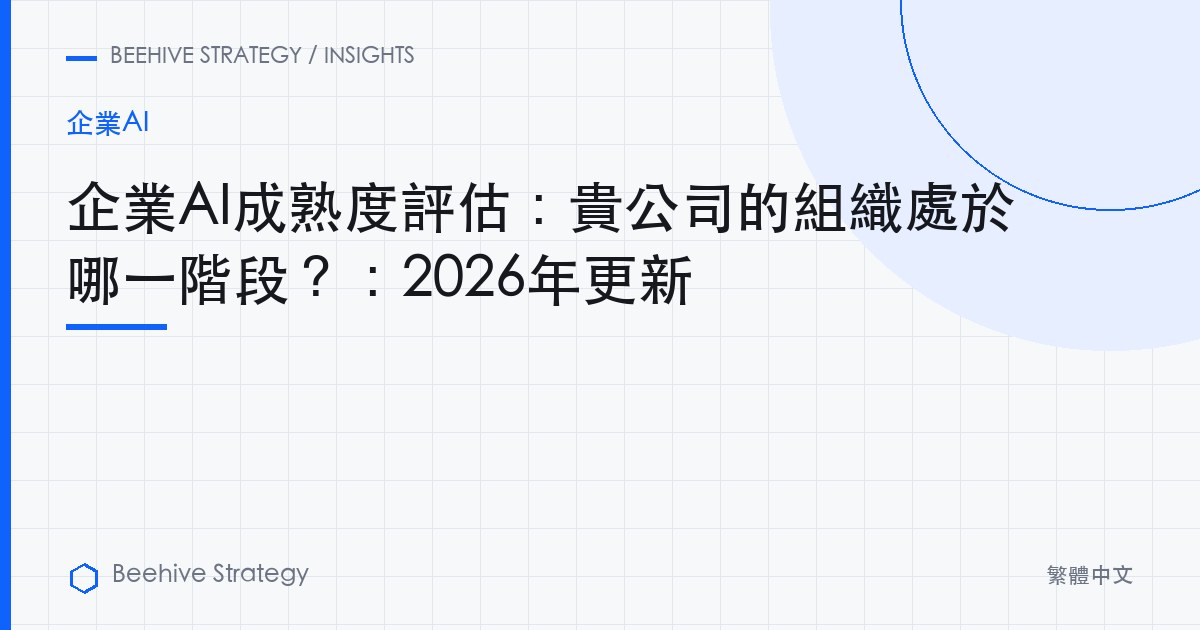 BEEHIVE STRATEGY / INSIGHTS
企業AI
企業AI成熟度評估：貴公司的組織處於
哪一階段？：2026年更新
Beehive Strategy
繁體中文